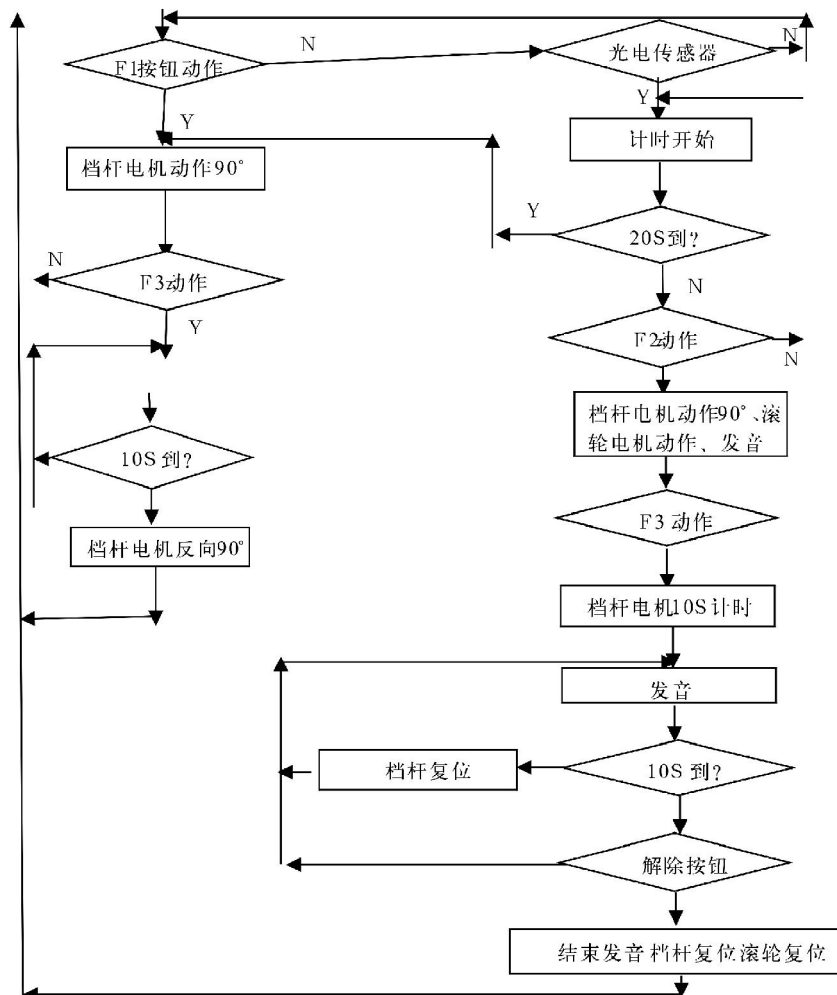 F1按钮动作
N
光电传感器
N
Y
Y
计时开始
档杆电机动作90°
Y
20S到?
N
F3动作
N
Y
F2动作
N
档杆电机动作90°、滚
轮电机动作、发音
10S到?
F3动作
档杆电机反向90°
档杆电机10S计时
发音
档杆复位
10S到?
解除按钮
结束发音档杆复位滚轮复位